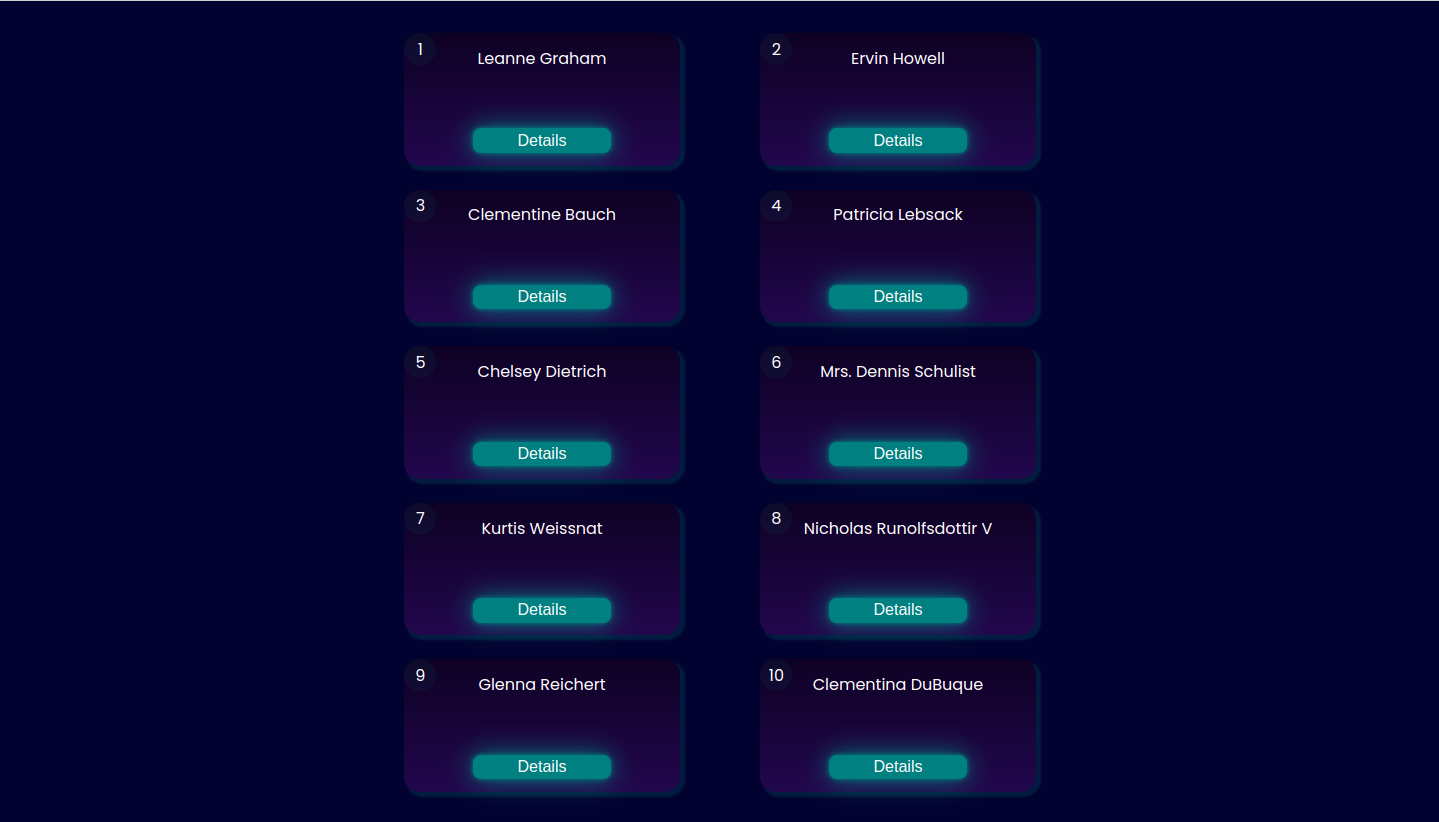 1
Leanne Graham
Details
2
Ervin Howell
Details
3
Clementine Bauch
Details
4
Patricia Lebsack
Details
5
Chelsey Dietrich
Details
6
Mrs. Dennis Schulist
Details
7
Kurtis Weissnat
Details
8
Nicholas Runolfsdottir V
Details
9
Glenna Reichert
Details
10
Clementina DuBuque
Details